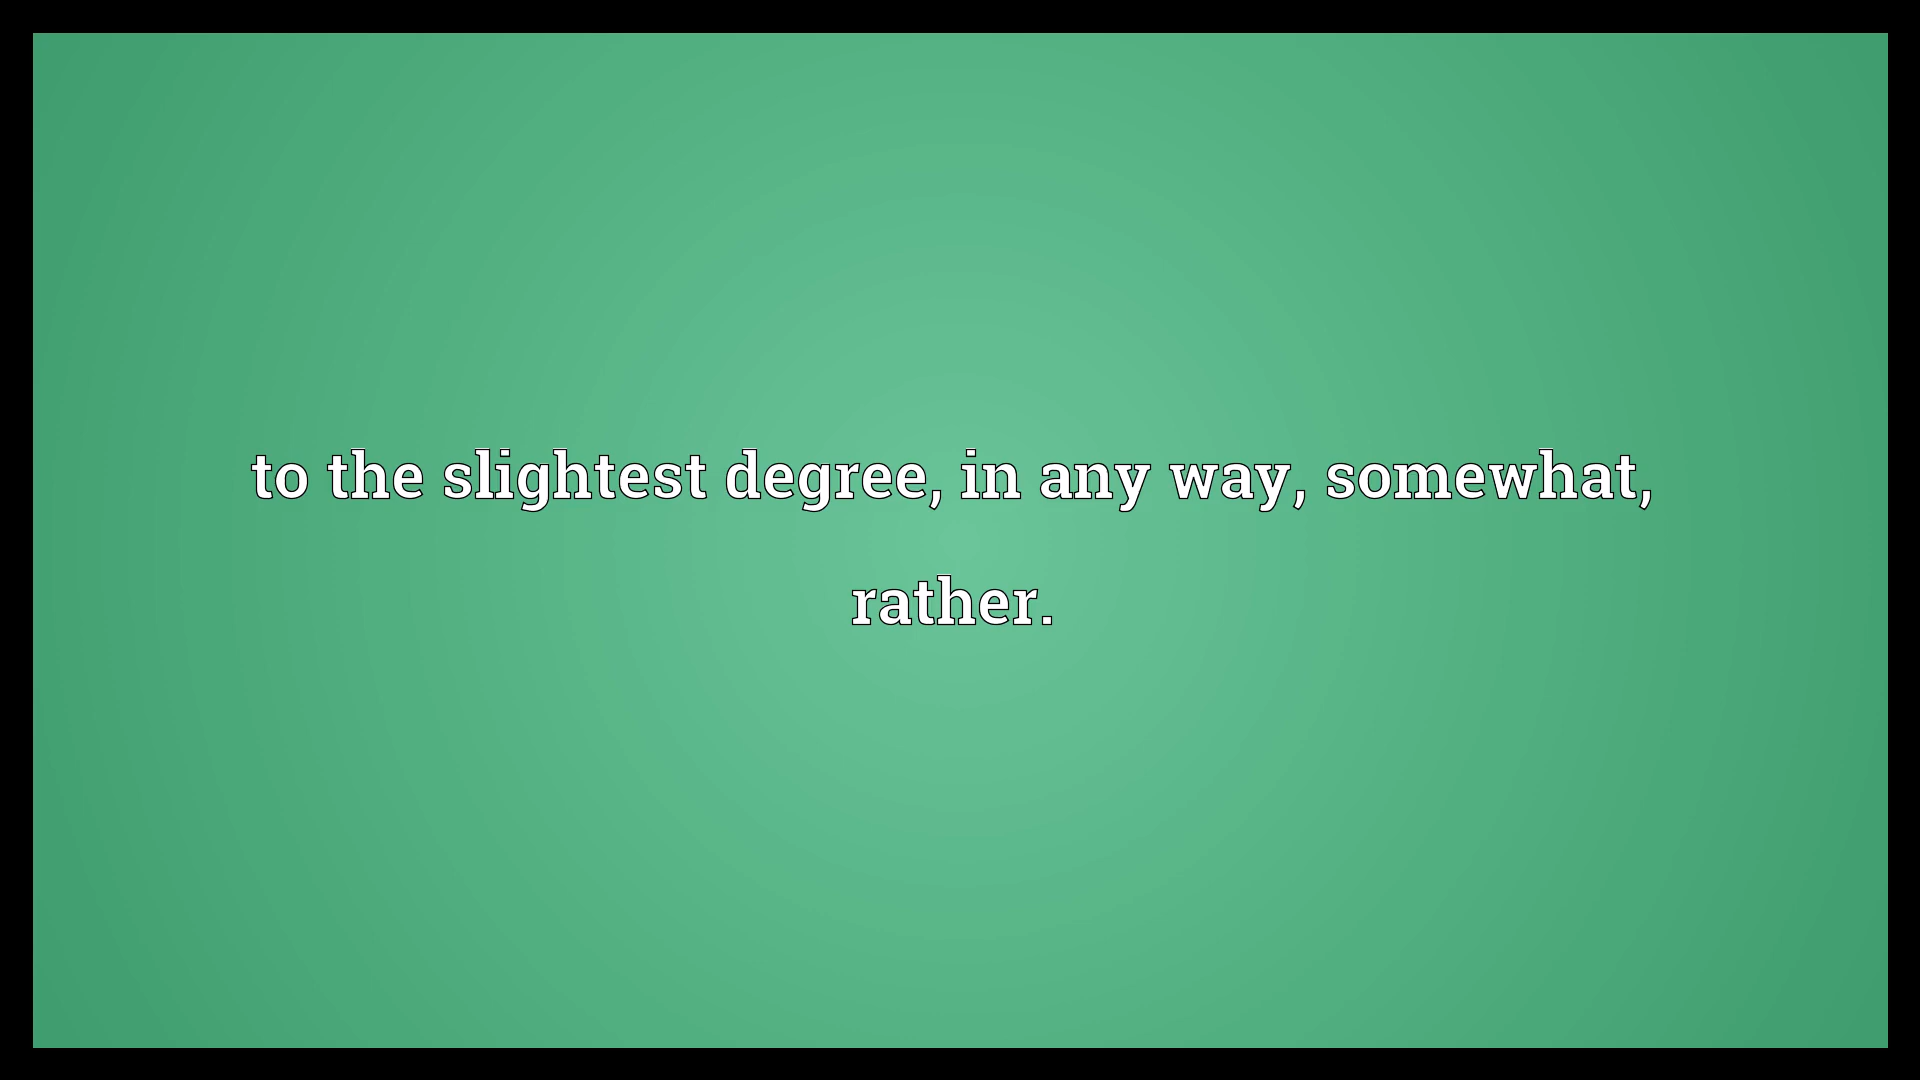 to the slightest degree, in any way, somewhat,
rather.